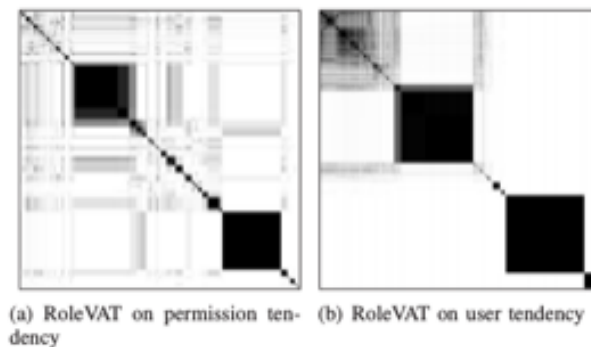 (a) RoleVAT on permission ten-
dency
(b) RoleVAT on user tendency